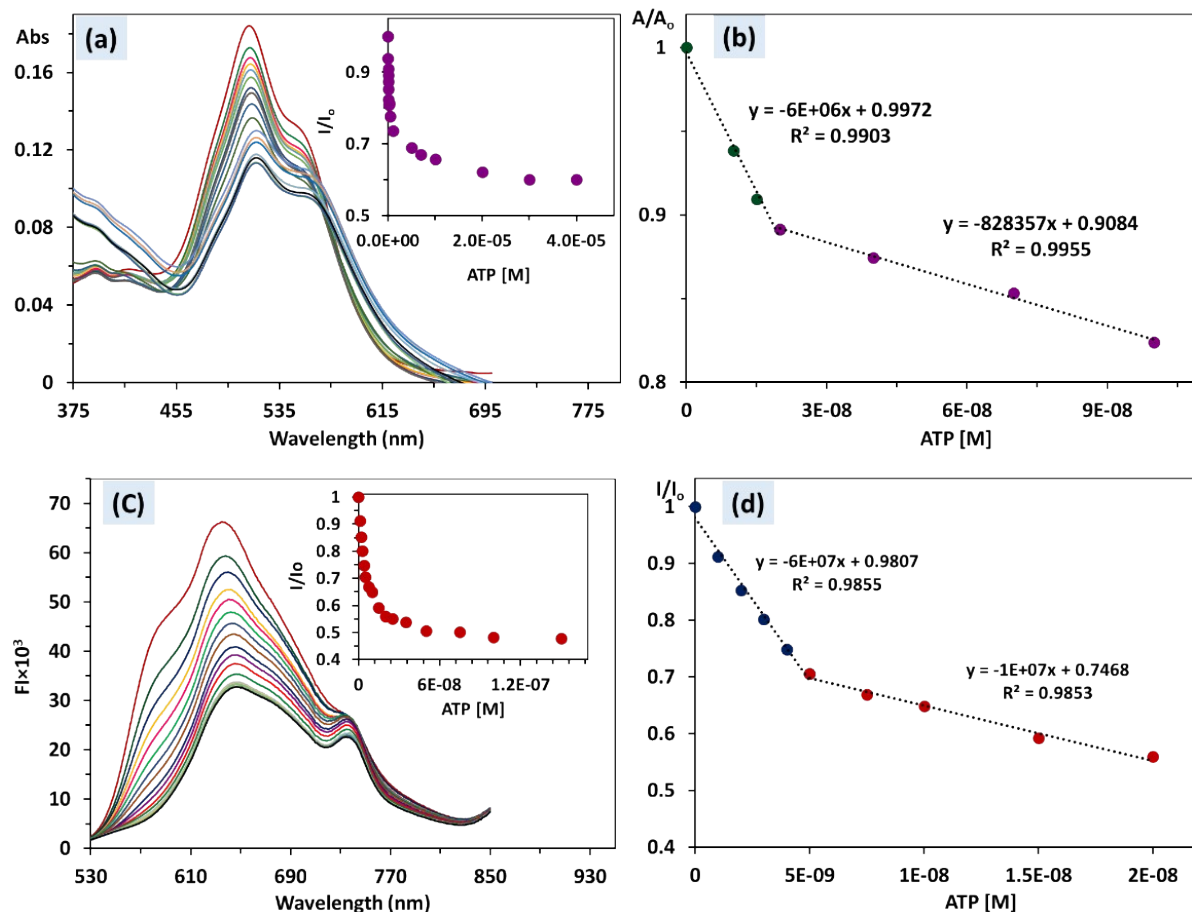 (a)
Abs
0.16
0.12
0.08
0.04
0
375 455 535 615 695 775
Wavelength (nm)
I/Iₒ
0.9
0.8
0.7
0.6
0.5
0.0E+00 2.0E-05 4.0E-05
ATP [M]
A/Aₒ
(b)
1
0.9
0.8
y = -6E+06x + 0.9972
R² = 0.9903
y = -828357x + 0.9084
R² = 0.9955
0 3E-08 6E-08 9E-08
ATP [M]
(C)
FI×10³
70
60
50
40
30
20
10
0
530 610 690 770 850 930
Wavelength (nm)
I/Io
1
0.9
0.8
0.7
0.6
0.5
0.4
0 6E-08 1.2E-07
ATP [M]
I/Iₒ
(d)
1
0.9
0.8
0.7
0.6
0.5
0.4
y = -6E+07x + 0.9807
R² = 0.9855
y = -1E+07x + 0.7468
R² = 0.9853
0 5E-09 1E-08 1.5E-08 2E-08
ATP [M]